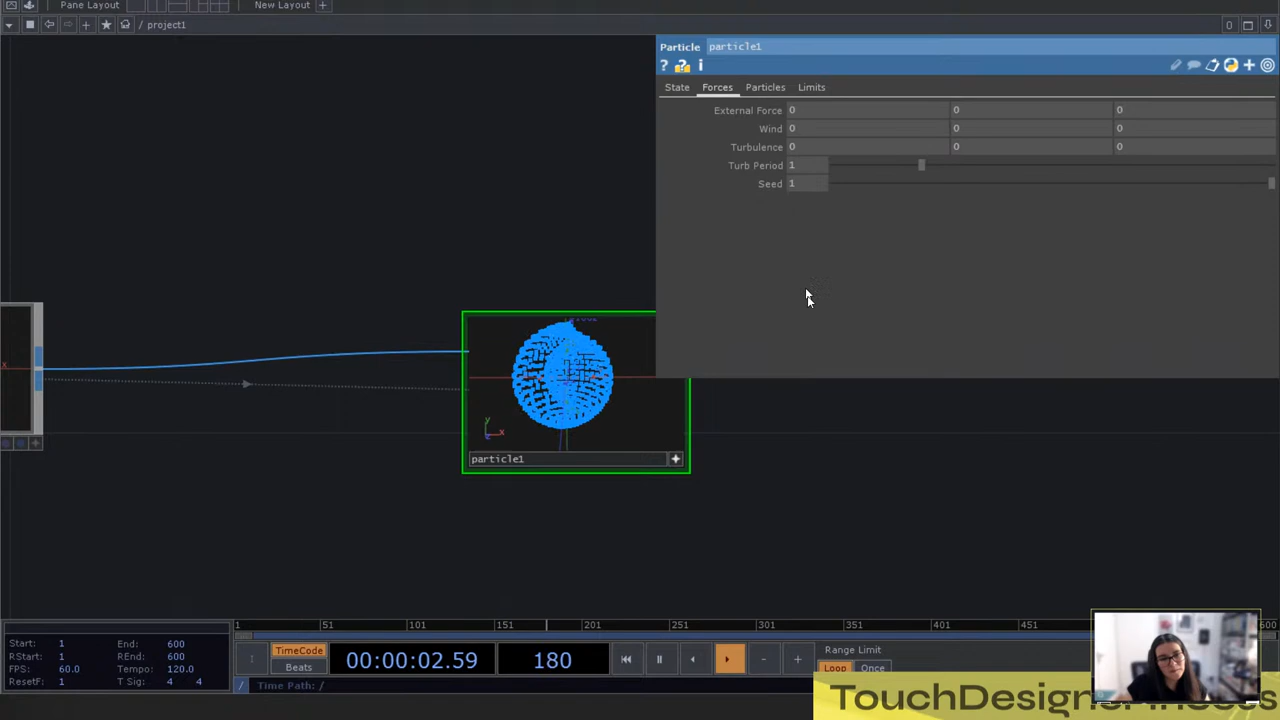 Pane Layout New Layout +
/ project1 0
Particle particle1
? ? i
State Forces Particles Limits
External Force 0 0 0
Wind 0 0 0
Turbulence 0 0 0
Turb Period 1
Seed 1
y
x
x
particle1
1 51 101 151 201 251 301 351 401 451 600
Start: 1 End: 600
RStart: 1 REnd: 600
FPS: 60.0 Tempo: 120.0
ResetF: 1 T Sig: 4 4
TimeCode
Beats
00:00:02.59 180
- +
Range Limit
Loop Once
/ Time Path: /